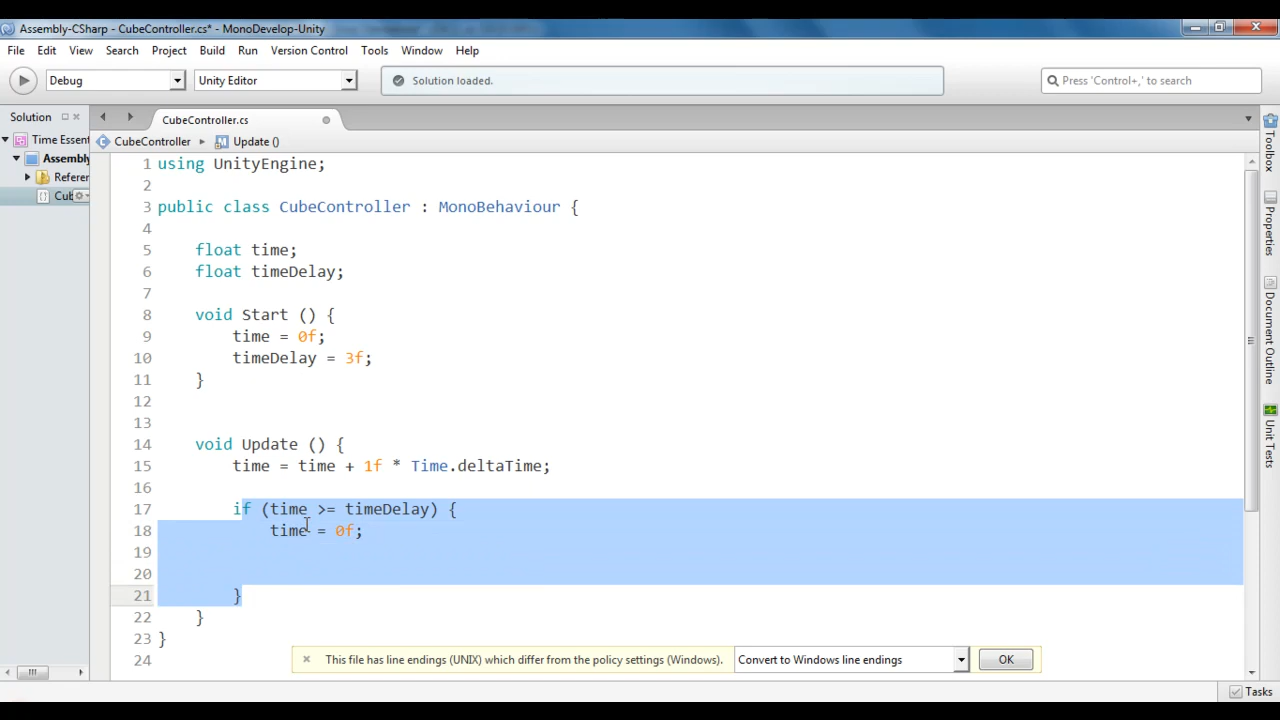 Assembly-CSharp - CubeController.cs* - MonoDevelop-Unity
File Edit View Search Project Build Run Version Control Tools Window Help
Debug Unity Editor Solution loaded. Press 'Control+,' to search
Solution CubeController.cs
Time Essent CubeController Update ()
Assembly
Referen
Cub
Toolbox
Properties
Document Outline
Unit Tests
1 using UnityEngine;
2
3 public class CubeController : MonoBehaviour {
4
5 float time;
6 float timeDelay;
7
8 void Start () {
9 time = 0f;
10 timeDelay = 3f;
11 }
12
13
14 void Update () {
15 time = time + 1f * Time.deltaTime;
16
17 if (time >= timeDelay) {
18 time = 0f;
19
20
21 }
22 }
23 }
24
This file has line endings (UNIX) which differ from the policy settings (Windows). Convert to Windows line endings OK
Tasks